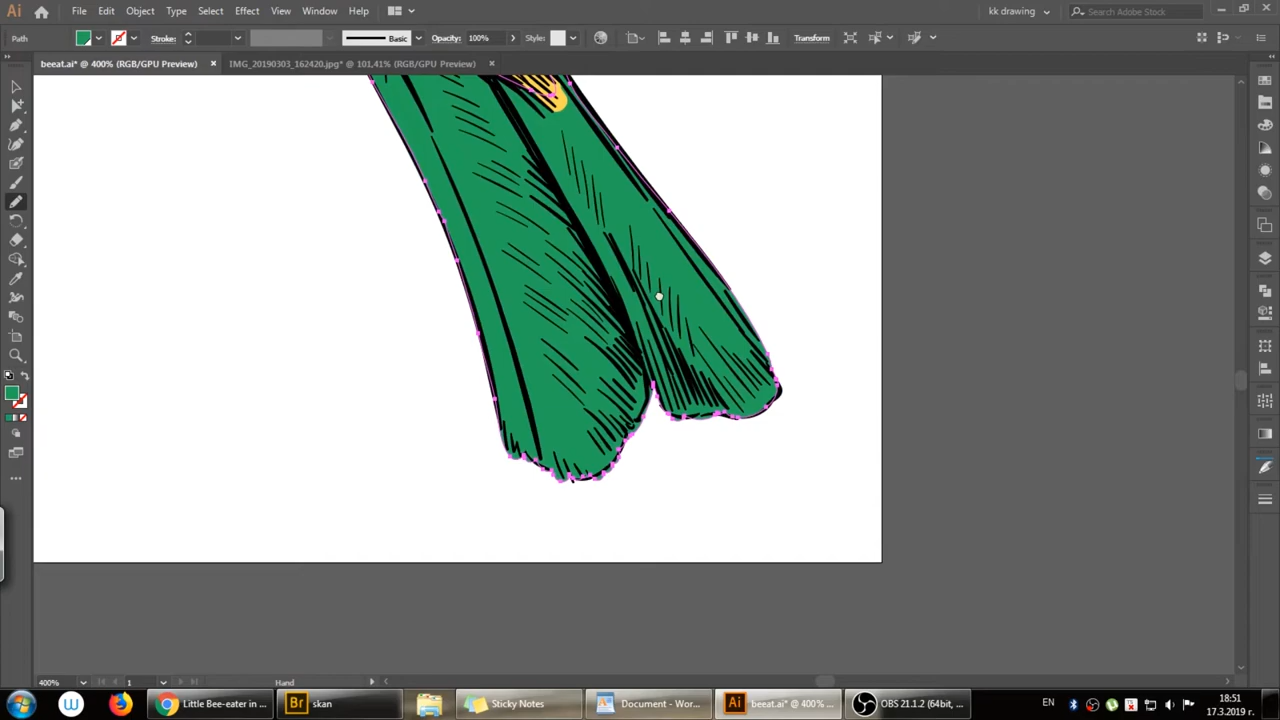 Ai File Edit Object Type Select Effect View Window Help kk drawing Search Adobe Stock
Path Stroke: Basic Opacity: 100% Style: Transform
beeat.ai* @ 400% (RGB/GPU Preview) × IMG_20190303_162420.jpg* @ 101,41% (RGB/GPU Preview) ×
400% 1 Hand
W Little Bee-eater in ... Br skan Sticky Notes Document - Wor... Ai beeat.ai* @ 400% ... OBS 21.1.2 (64bit, ... EN 18:51
17.3.2019 г.